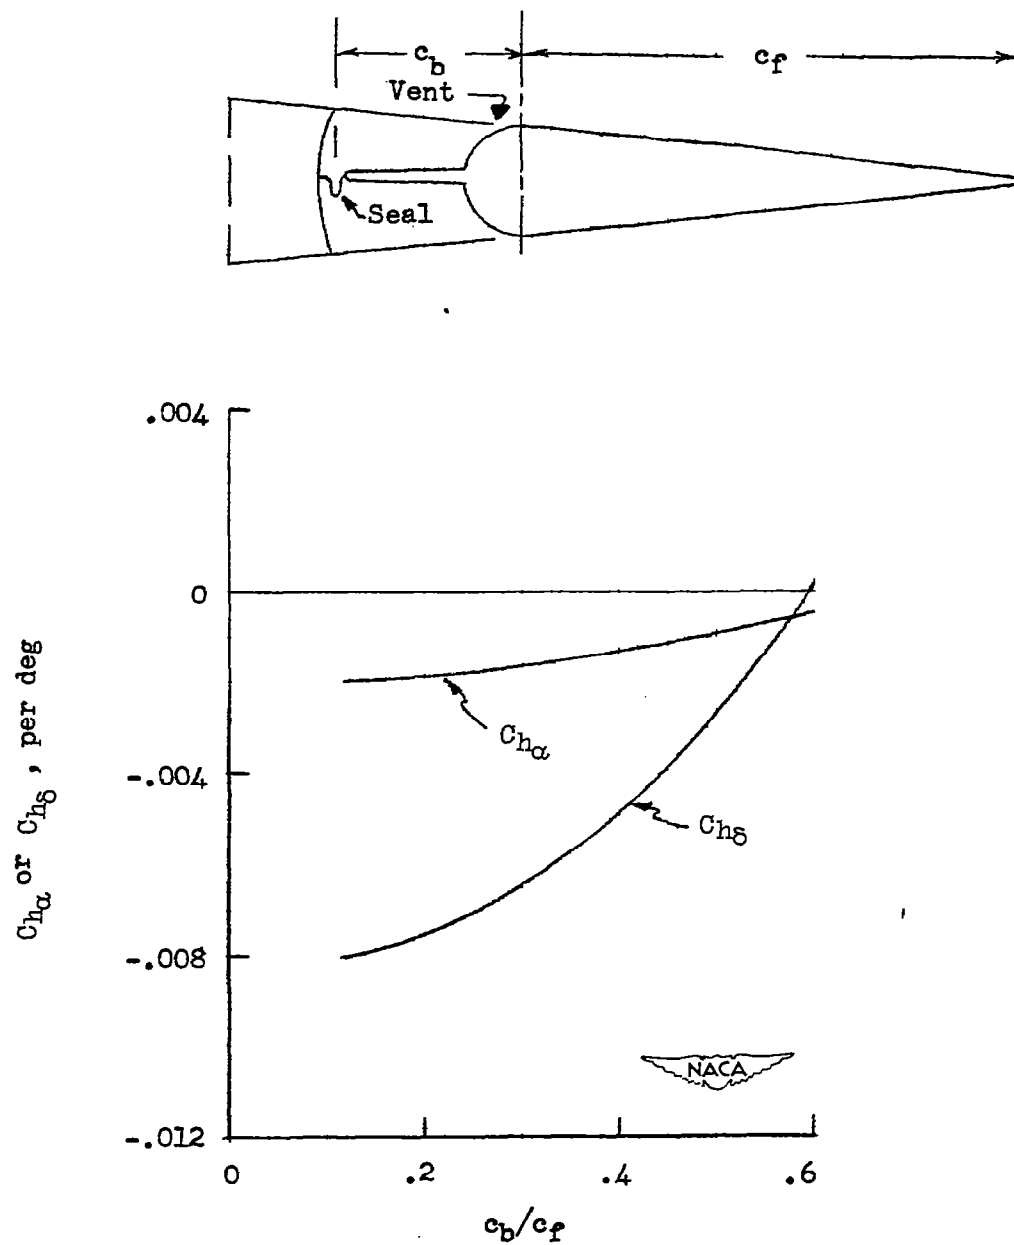 c_b
c_f
Vent
Seal
.004
0
-.004
-.008
-.012
C_hα or C_hδ, per deg
C_hα
C_hδ
NACA
0 .2 .4 .6
c_b/c_f